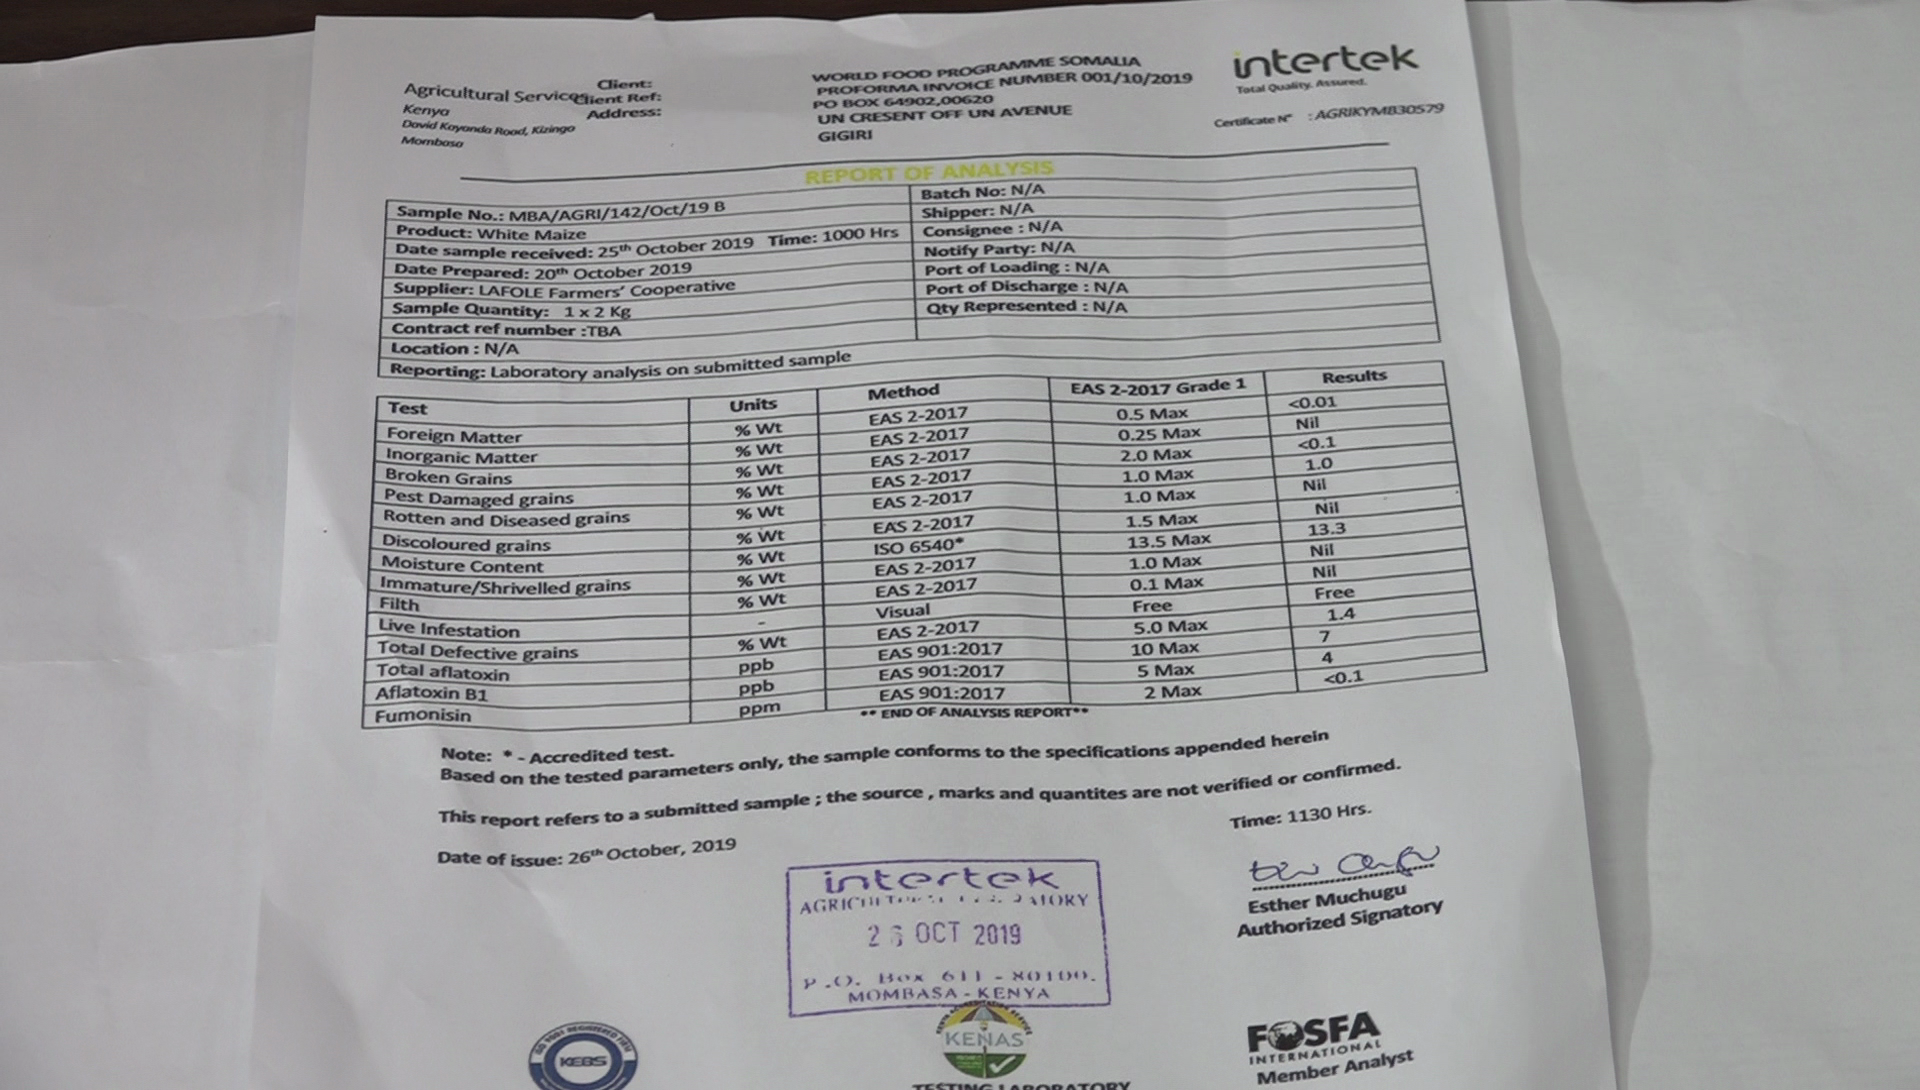 Agricultural Services
Kenya
David Kayanda Road, Kizingo
Mombasa
Client:
Client Ref:
Address:
WORLD FOOD PROGRAMME SOMALIA
PROFORMA INVOICE NUMBER 001/10/2019
PO BOX 64902,00620
UN CRESENT OFF UN AVENUE
GIGIRI
intertek
Total Quality. Assured.
Certificate N° : AGRIKYMB30579
REPORT OF ANALYSIS
Sample No.: MBA/AGRI/142/Oct/19 B
Product: White Maize
Date sample received: 25th October 2019 Time: 1000 Hrs
Date Prepared: 20th October 2019
Supplier: LAFOLE Farmers' Cooperative
Sample Quantity: 1 x 2 Kg
Contract ref number :TBA
Location : N/A
Reporting: Laboratory analysis on submitted sample
Batch No: N/A
Shipper: N/A
Consignee : N/A
Notify Party: N/A
Port of Loading : N/A
Port of Discharge : N/A
Qty Represented : N/A
Test Units Method EAS 2-2017 Grade 1 Results
Foreign Matter % Wt EAS 2-2017 0.5 Max <0.01
Inorganic Matter % Wt EAS 2-2017 0.25 Max Nil
Broken Grains % Wt EAS 2-2017 2.0 Max <0.1
Pest Damaged grains % Wt EAS 2-2017 1.0 Max 1.0
Rotten and Diseased grains % Wt EAS 2-2017 1.0 Max Nil
Discoloured grains % Wt EAS 2-2017 1.5 Max Nil
Moisture Content % Wt ISO 6540* 13.5 Max 13.3
Immature/Shrivelled grains % Wt EAS 2-2017 1.0 Max Nil
Filth % Wt EAS 2-2017 0.1 Max Nil
Live Infestation - Visual Free Free
Total Defective grains % Wt EAS 2-2017 5.0 Max 1.4
Total aflatoxin ppb EAS 901:2017 10 Max 7
Aflatoxin B1 ppb EAS 901:2017 5 Max 4
Fumonisin ppm EAS 901:2017 2 Max <0.1
** END OF ANALYSIS REPORT**
Note: * - Accredited test.
Based on the tested parameters only, the sample conforms to the specifications appended herein
This report refers to a submitted sample ; the source , marks and quantites are not verified or confirmed.
Date of issue: 26th October, 2019
Time: 1130 Hrs.
Esther Muchugu
Authorized Signatory
intertek
OCT 2019
P.O. Box 611 - 80100.
MOMBASA - KENYA
KEBS
KENAS
TESTING LABORATORY
FOSFA
INTERNATIONAL
Member Analyst